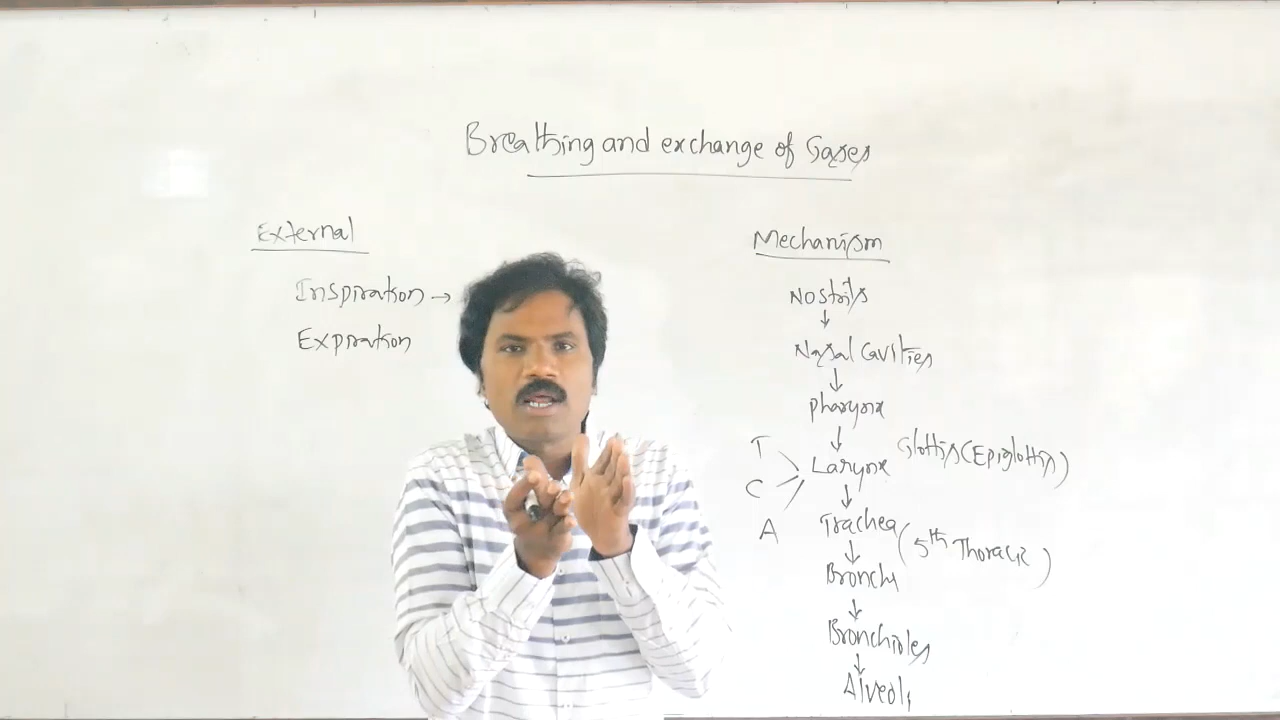 Breathing and exchange of Gases
External
Inspiration →
Expiration
Mechanism
Nostrils
↓
Nasal Cavities
↓
Pharynx
↓
T
C
A
Larynx Glottis (Epiglottis)
↓
Trachea (5th Thoracic)
↓
Bronchi
↓
Bronchioles
↓
Alveoli